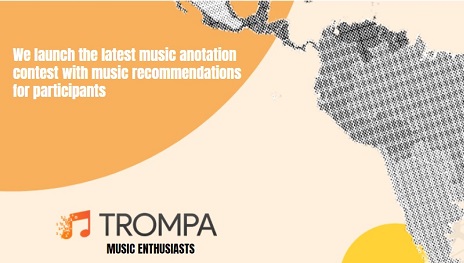 We launch the latest music anotation
contest with music recommendations
for participants
TROMPA
MUSIC ENTHUSIASTS